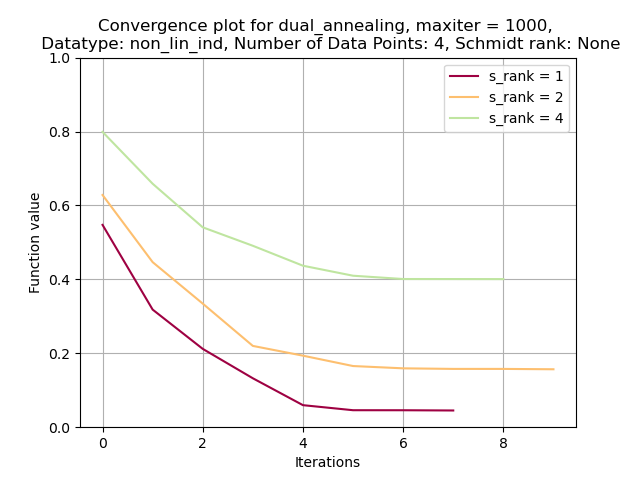 Convergence plot for dual_annealing, maxiter = 1000,
Datatype: non_lin_ind, Number of Data Points: 4, Schmidt rank: None
1.0
0.8
0.6
0.4
0.2
0.0
Function value
s_rank = 1
s_rank = 2
s_rank = 4
0 2 4 6 8
Iterations